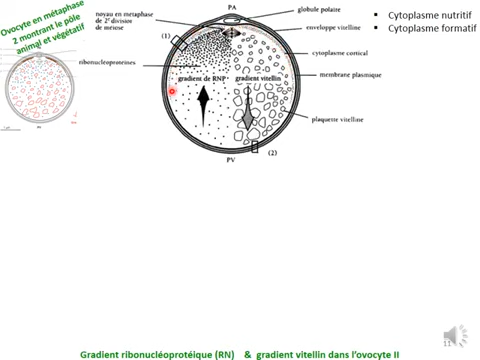 Ovocyte en métaphase
2 montrant le pôle
animal et végétatif
PA
globule polaire
noyau en métaphase
de 2e division
de méiose
(1)
enveloppe vitelline
ribonucléoproteines
cytoplasme cortical
gradient de RNP
gradient vitellin
membrane plasmique
plaquette vitelline
(2)
PV
▪ Cytoplasme nutritif
▪ Cytoplasme formatif
11
Gradient ribonucléoprotéique (RN) & gradient vitellin dans l'ovocyte II